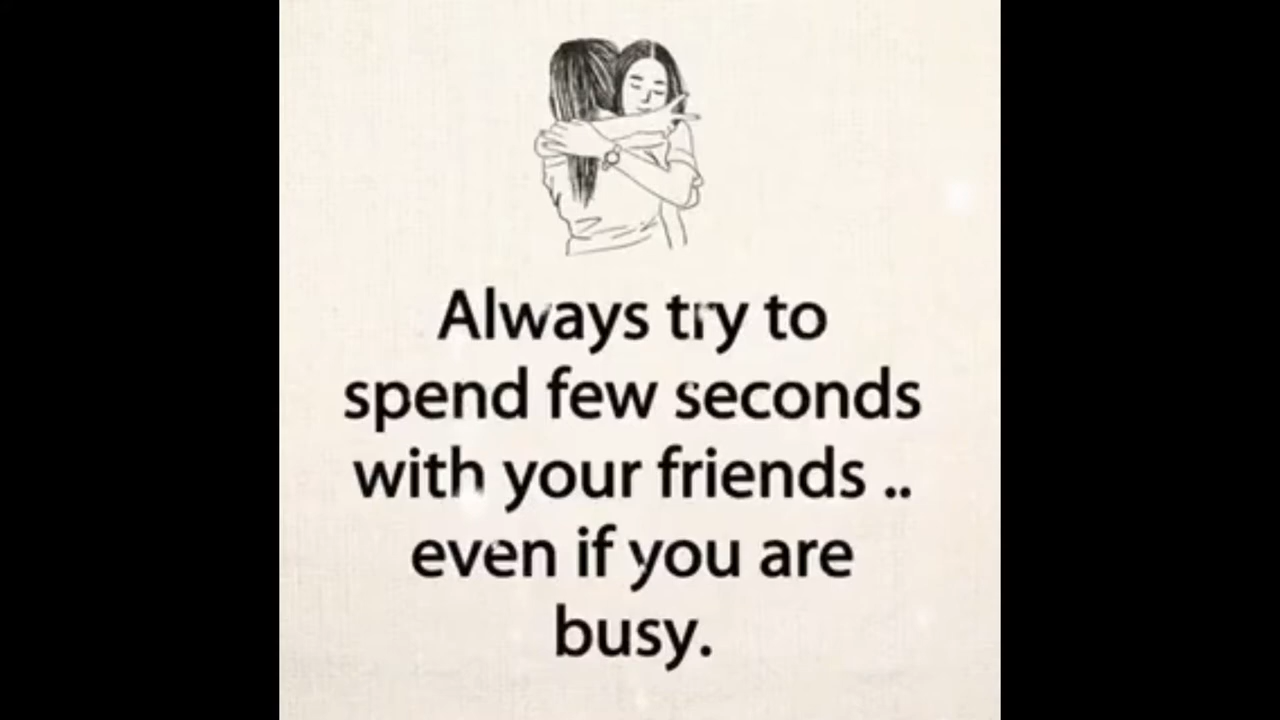 Always try to
spend few seconds
with your friends ..
even if you are
busy.